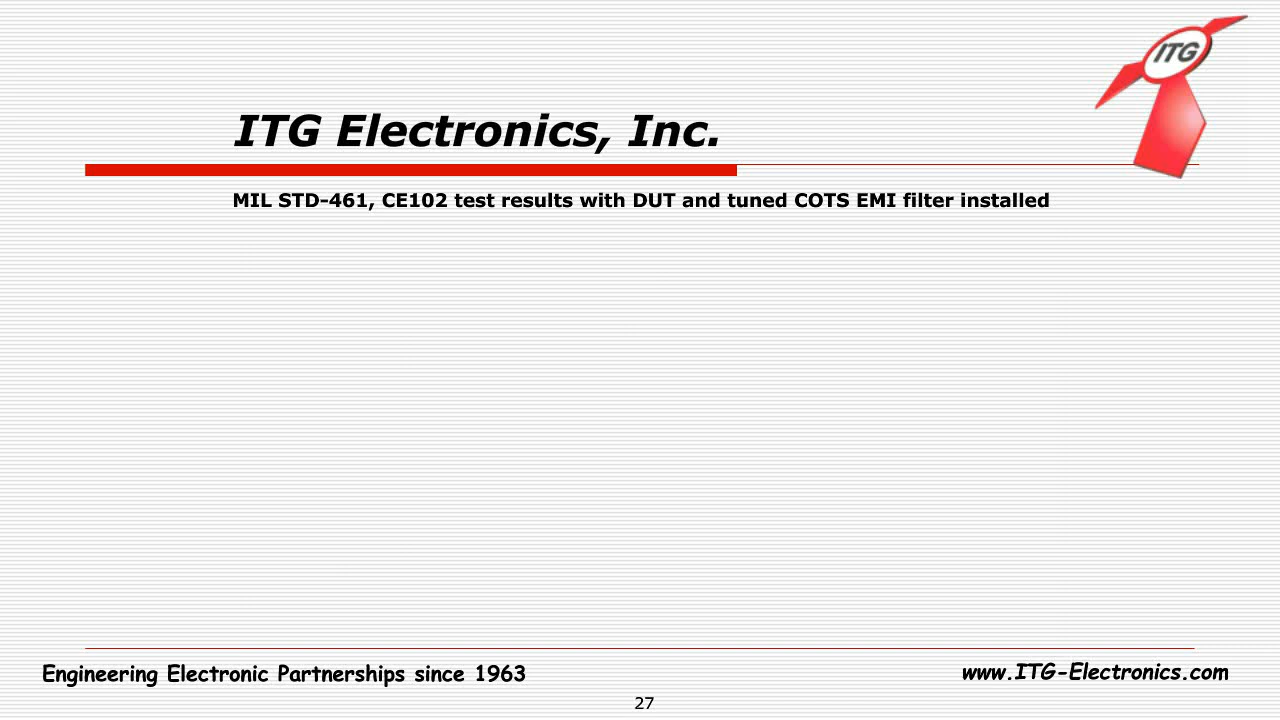 ITG
ITG Electronics, Inc.
MIL STD-461, CE102 test results with DUT and tuned COTS EMI filter installed
Engineering Electronic Partnerships since 1963
www.ITG-Electronics.com
27